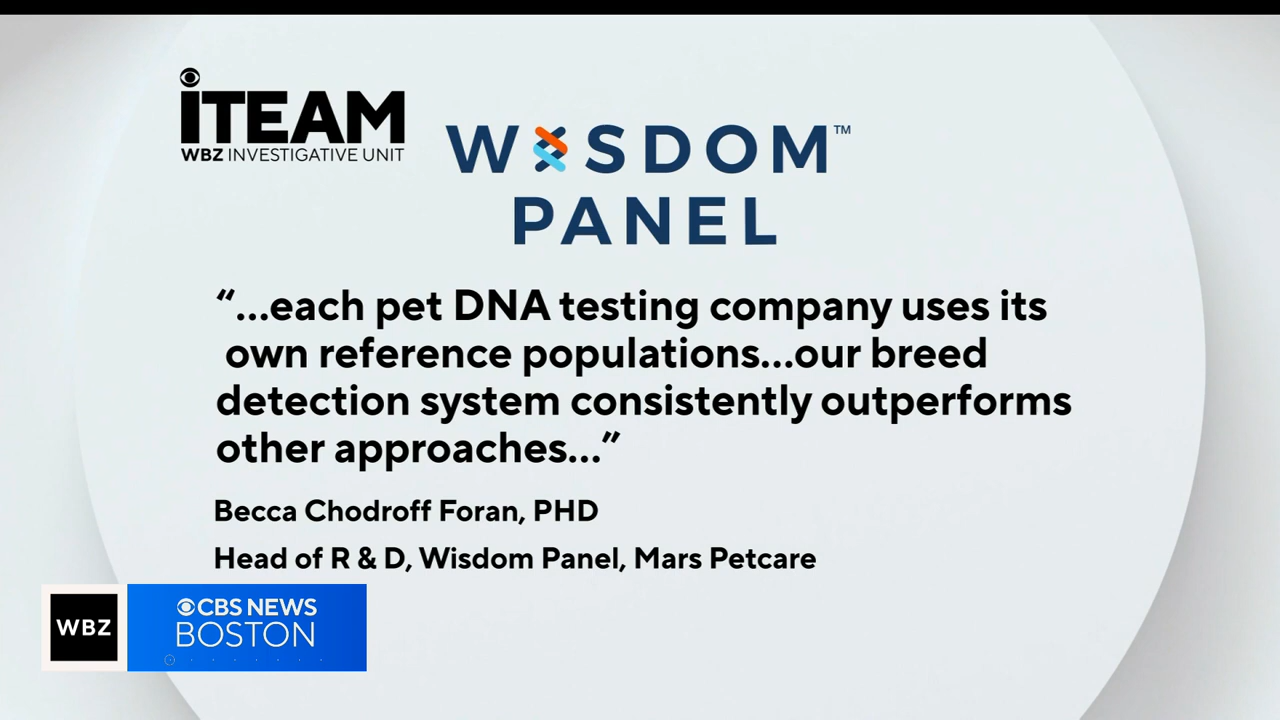 iTEAM
WBZ INVESTIGATIVE UNIT
WISDOM™
PANEL
“...each pet DNA testing company uses its
own reference populations...our breed
detection system consistently outperforms
other approaches...”
Becca Chodroff Foran, PHD
Head of R & D, Wisdom Panel, Mars Petcare
WBZ
CBS NEWS
BOSTON